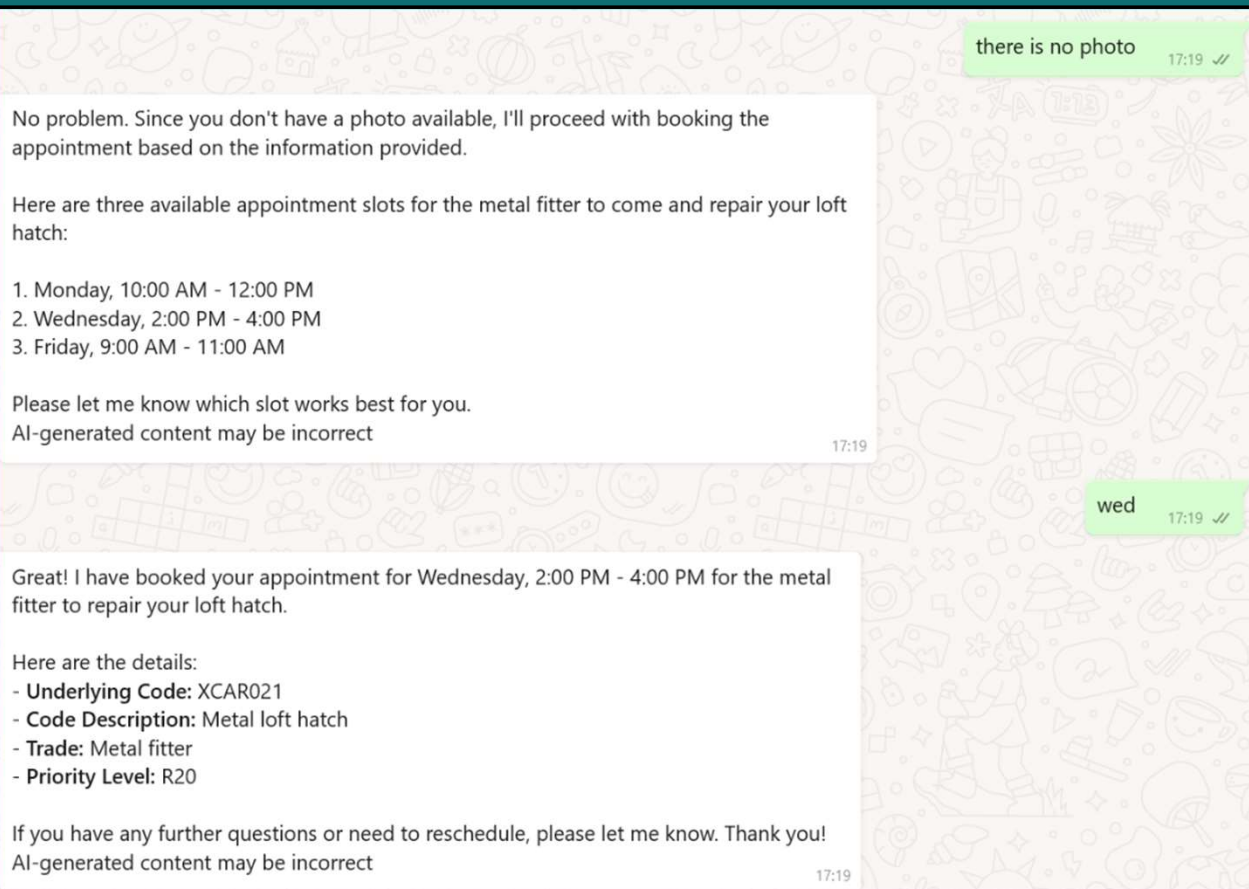 there is no photo
17:19
No problem. Since you don't have a photo available, I'll proceed with booking the
appointment based on the information provided.
Here are three available appointment slots for the metal fitter to come and repair your loft
hatch:
1. Monday, 10:00 AM - 12:00 PM
2. Wednesday, 2:00 PM - 4:00 PM
3. Friday, 9:00 AM - 11:00 AM
Please let me know which slot works best for you.
AI-generated content may be incorrect
17:19
wed
17:19
Great! I have booked your appointment for Wednesday, 2:00 PM - 4:00 PM for the metal
fitter to repair your loft hatch.
Here are the details:
- Underlying Code: XCAR021
- Code Description: Metal loft hatch
- Trade: Metal fitter
- Priority Level: R20
If you have any further questions or need to reschedule, please let me know. Thank you!
AI-generated content may be incorrect
17:19